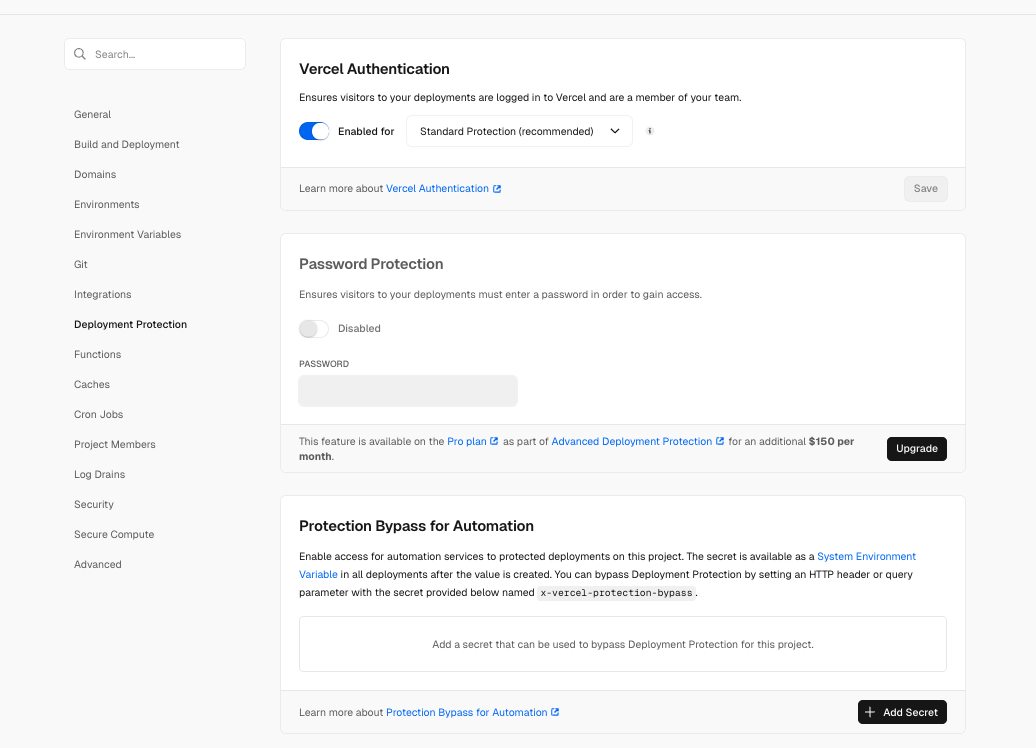 Search...
General
Build and Deployment
Domains
Environments
Environment Variables
Git
Integrations
Deployment Protection
Functions
Caches
Cron Jobs
Project Members
Log Drains
Security
Secure Compute
Advanced
Vercel Authentication
Ensures visitors to your deployments are logged in to Vercel and are a member of your team.
Enabled for
Standard Protection (recommended)
Learn more about Vercel Authentication
Save
Password Protection
Ensures visitors to your deployments must enter a password in order to gain access.
Disabled
PASSWORD
This feature is available on the Pro plan as part of Advanced Deployment Protection for an additional $150 per
month.
Upgrade
Protection Bypass for Automation
Enable access for automation services to protected deployments on this project. The secret is available as a System Environment
Variable in all deployments after the value is created. You can bypass Deployment Protection by setting an HTTP header or query
parameter with the secret provided below named x-vercel-protection-bypass.
Add a secret that can be used to bypass Deployment Protection for this project.
Learn more about Protection Bypass for Automation
Add Secret